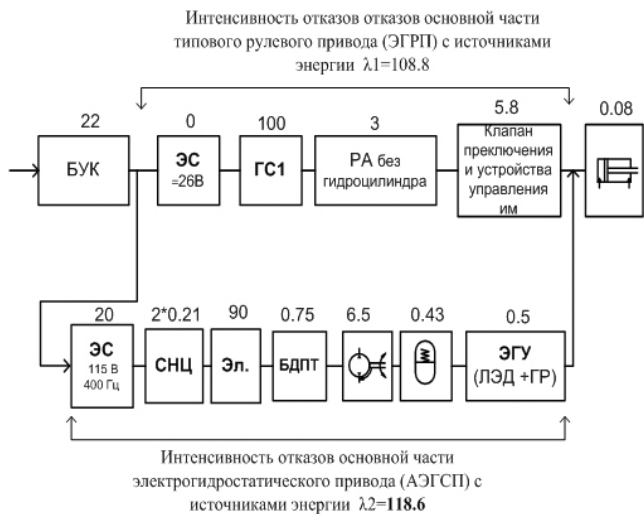 Интенсивность отказов отказов основной части
типового рулевого привода (ЭГРП) с источниками
энергии λ1=108.8
22
0
100
3
5.8
0.08
БУК
ЭС
=26В
ГС1
РА без
гидроцилиндра
Клапан
преключения
и устройства
управления
им
20
2*0.21
90
0.75
6.5
0.43
0.5
ЭС
115 В
400 Гц
СНЦ
Эл.
БДПТ
ЭГУ
(ЛЭД +ГР)
Интенсивность отказов основной части
электрогидростатического привода (АЭГСП) с
источниками энергии λ2=118.6